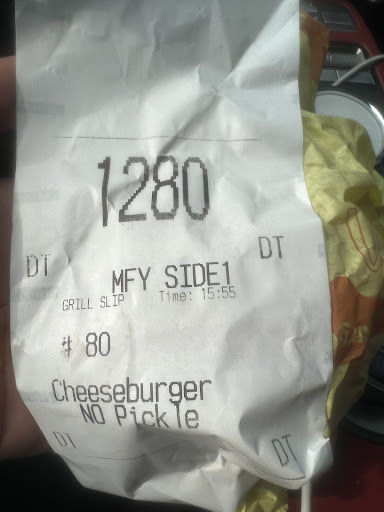 1280
DT DT
MFY SIDE1
GRILL SLIP Time: 15:55
# 80
Cheeseburger
NO Pickle
DT DT